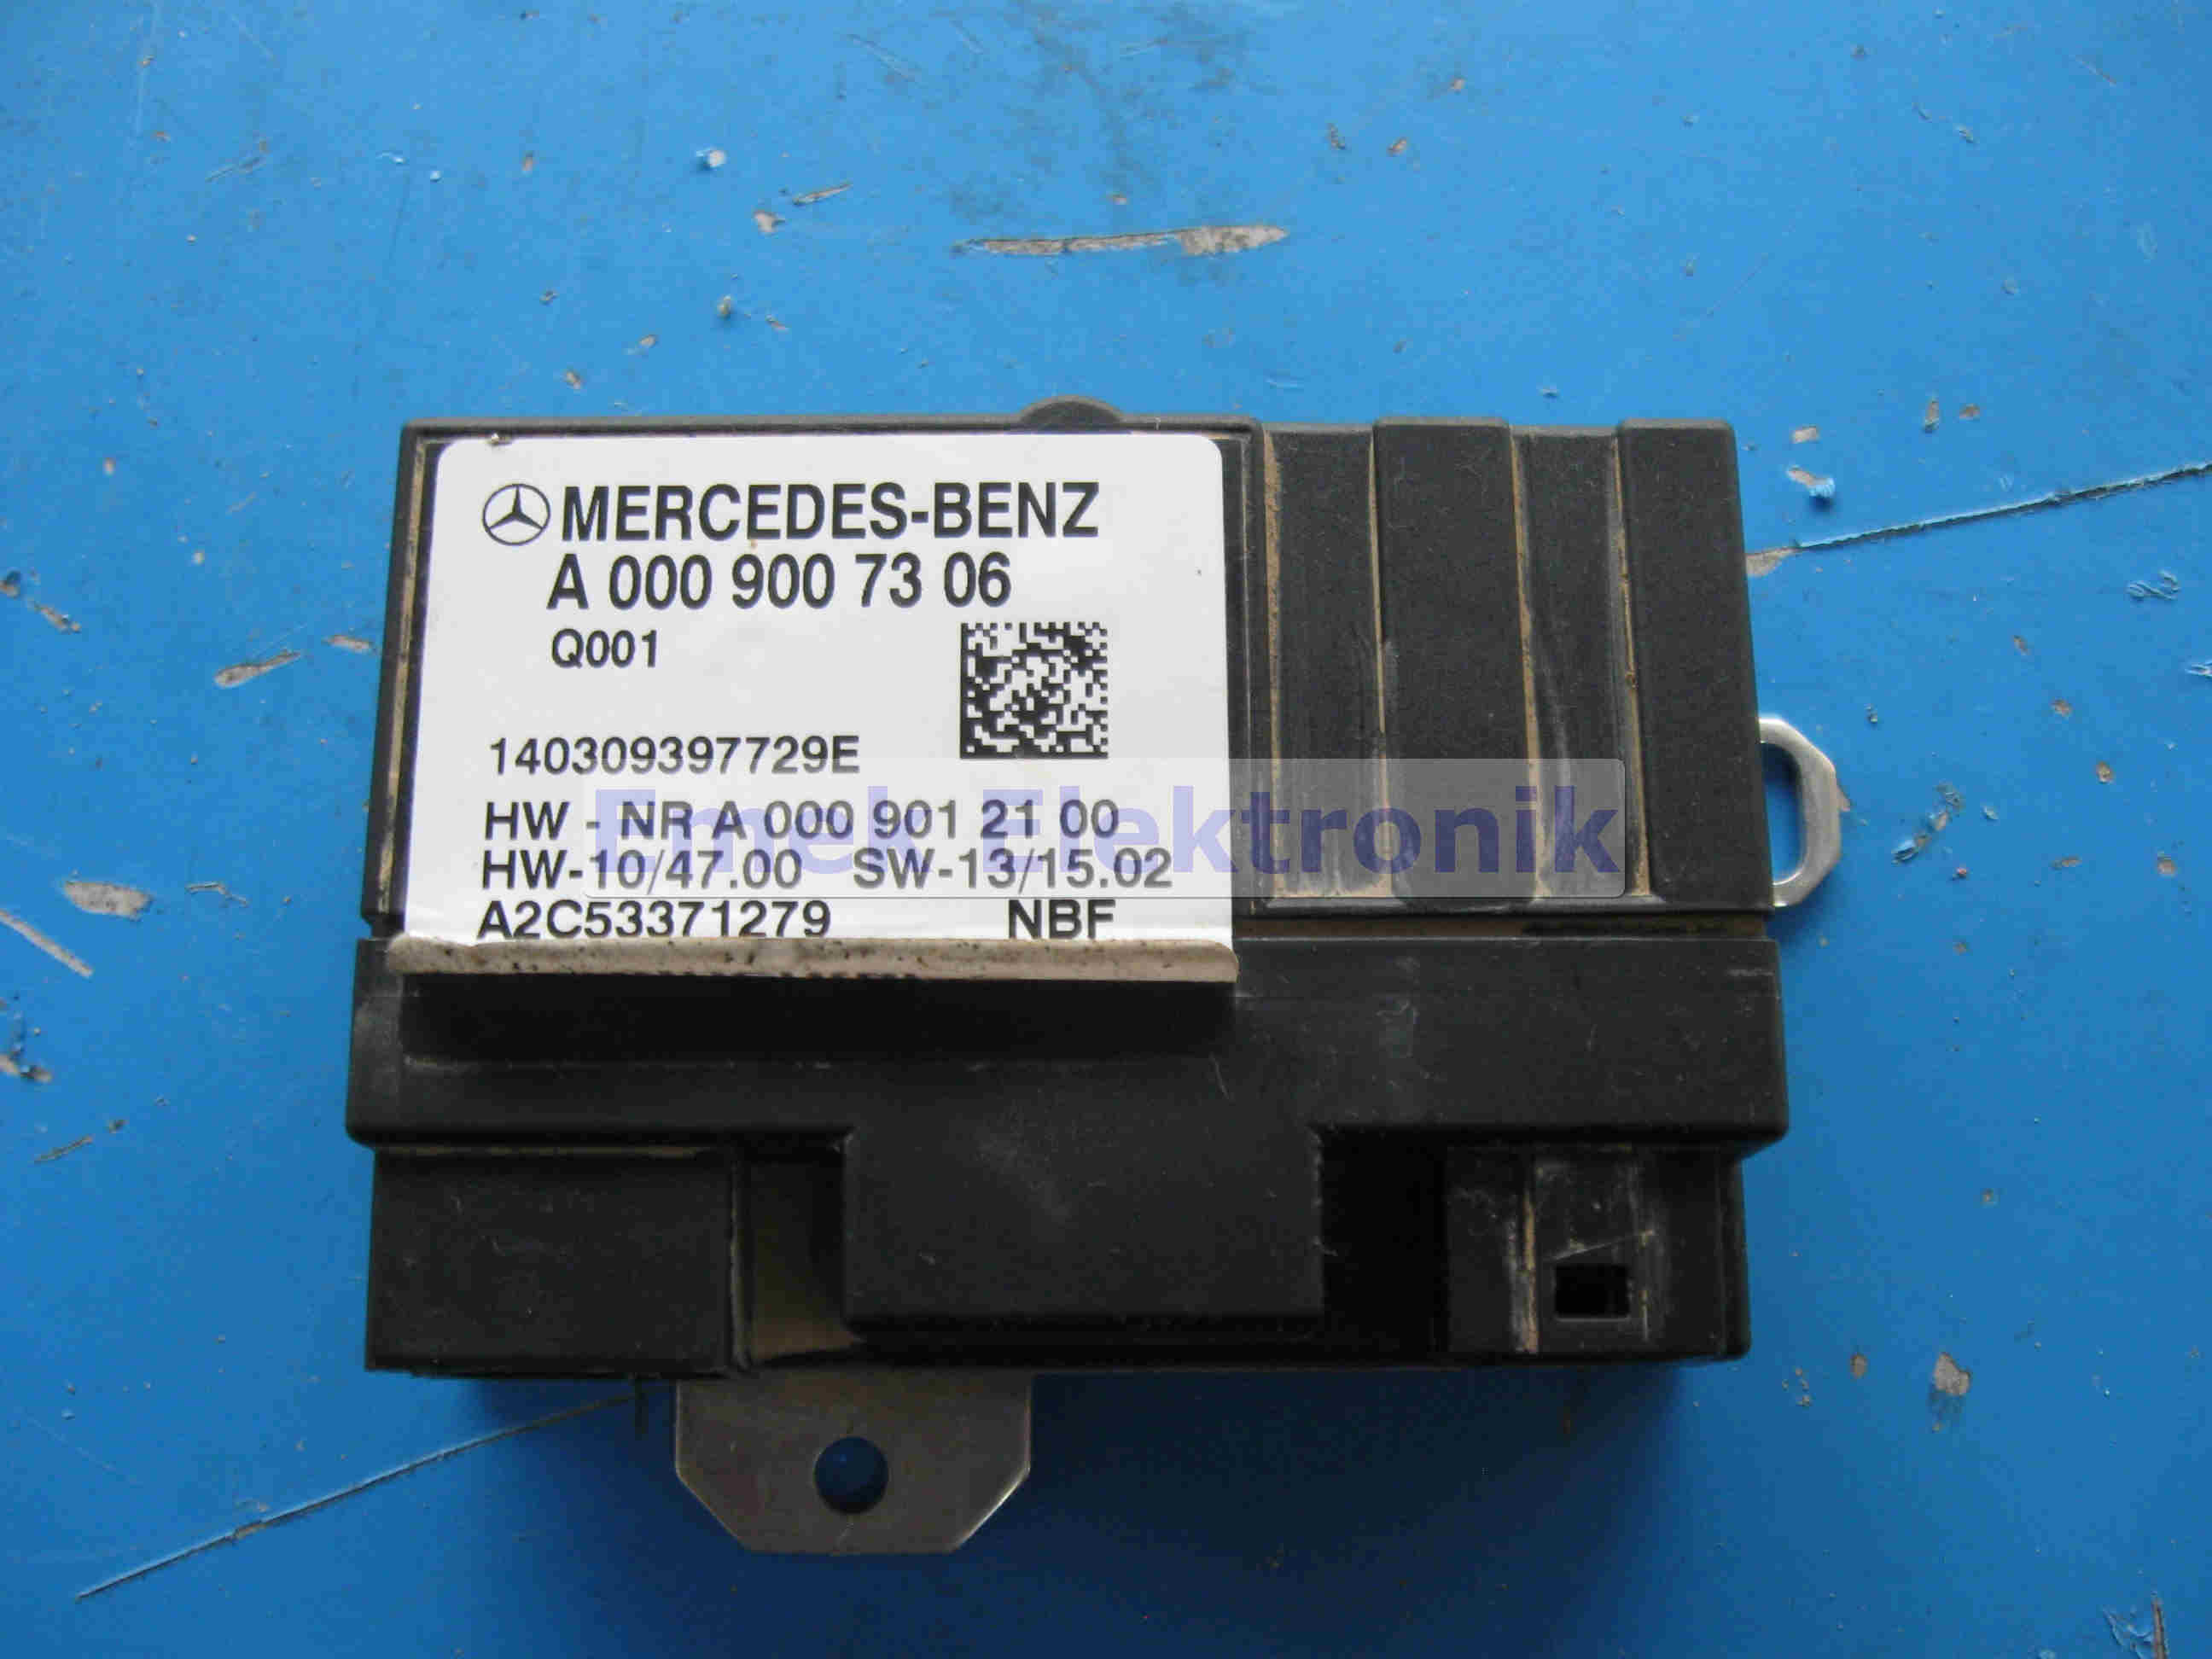 MERCEDES-BENZ
A 000 900 73 06
Q001
140309397729E
HW - NR A 000 901 21 00
HW-10/47.00 SW-13/15.02
A2C53371279 NBF
Emek Elektronik